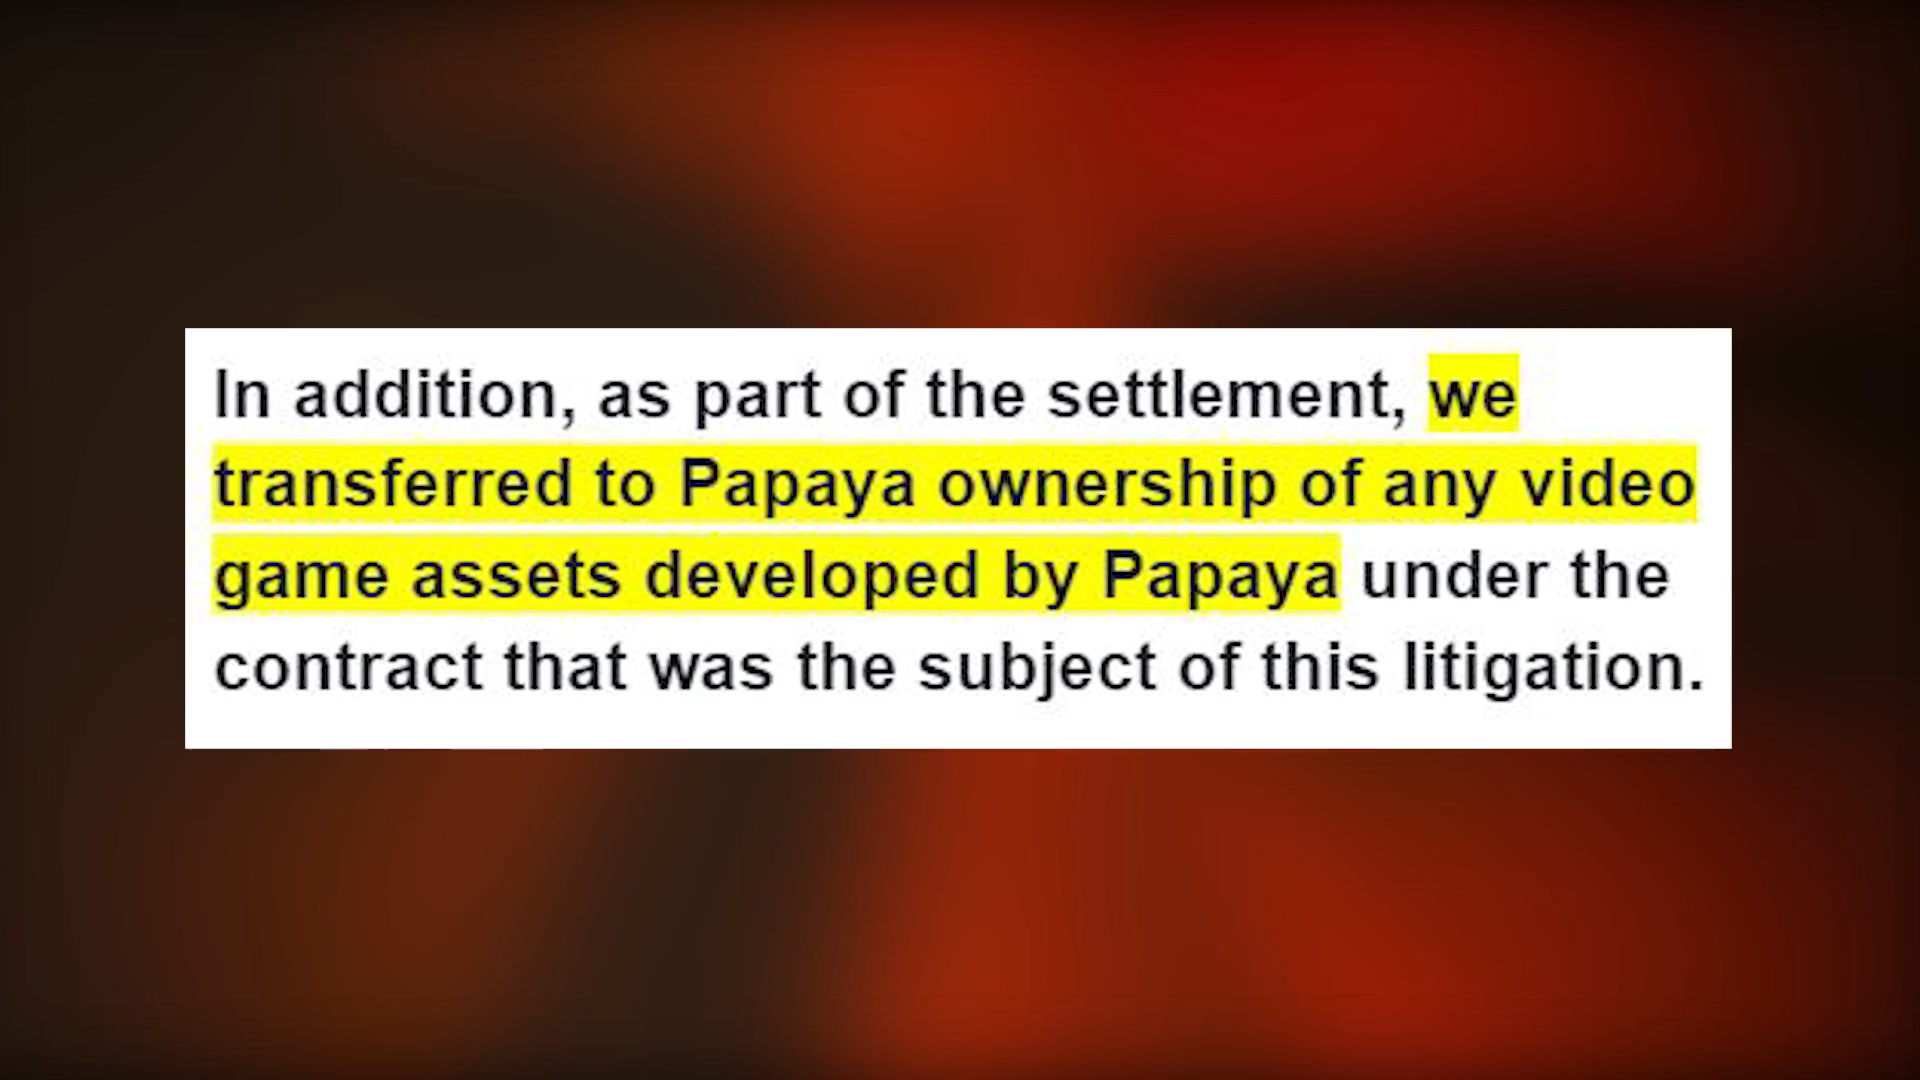 In addition, as part of the settlement, we
transferred to Papaya ownership of any video
game assets developed by Papaya under the
contract that was the subject of this litigation.